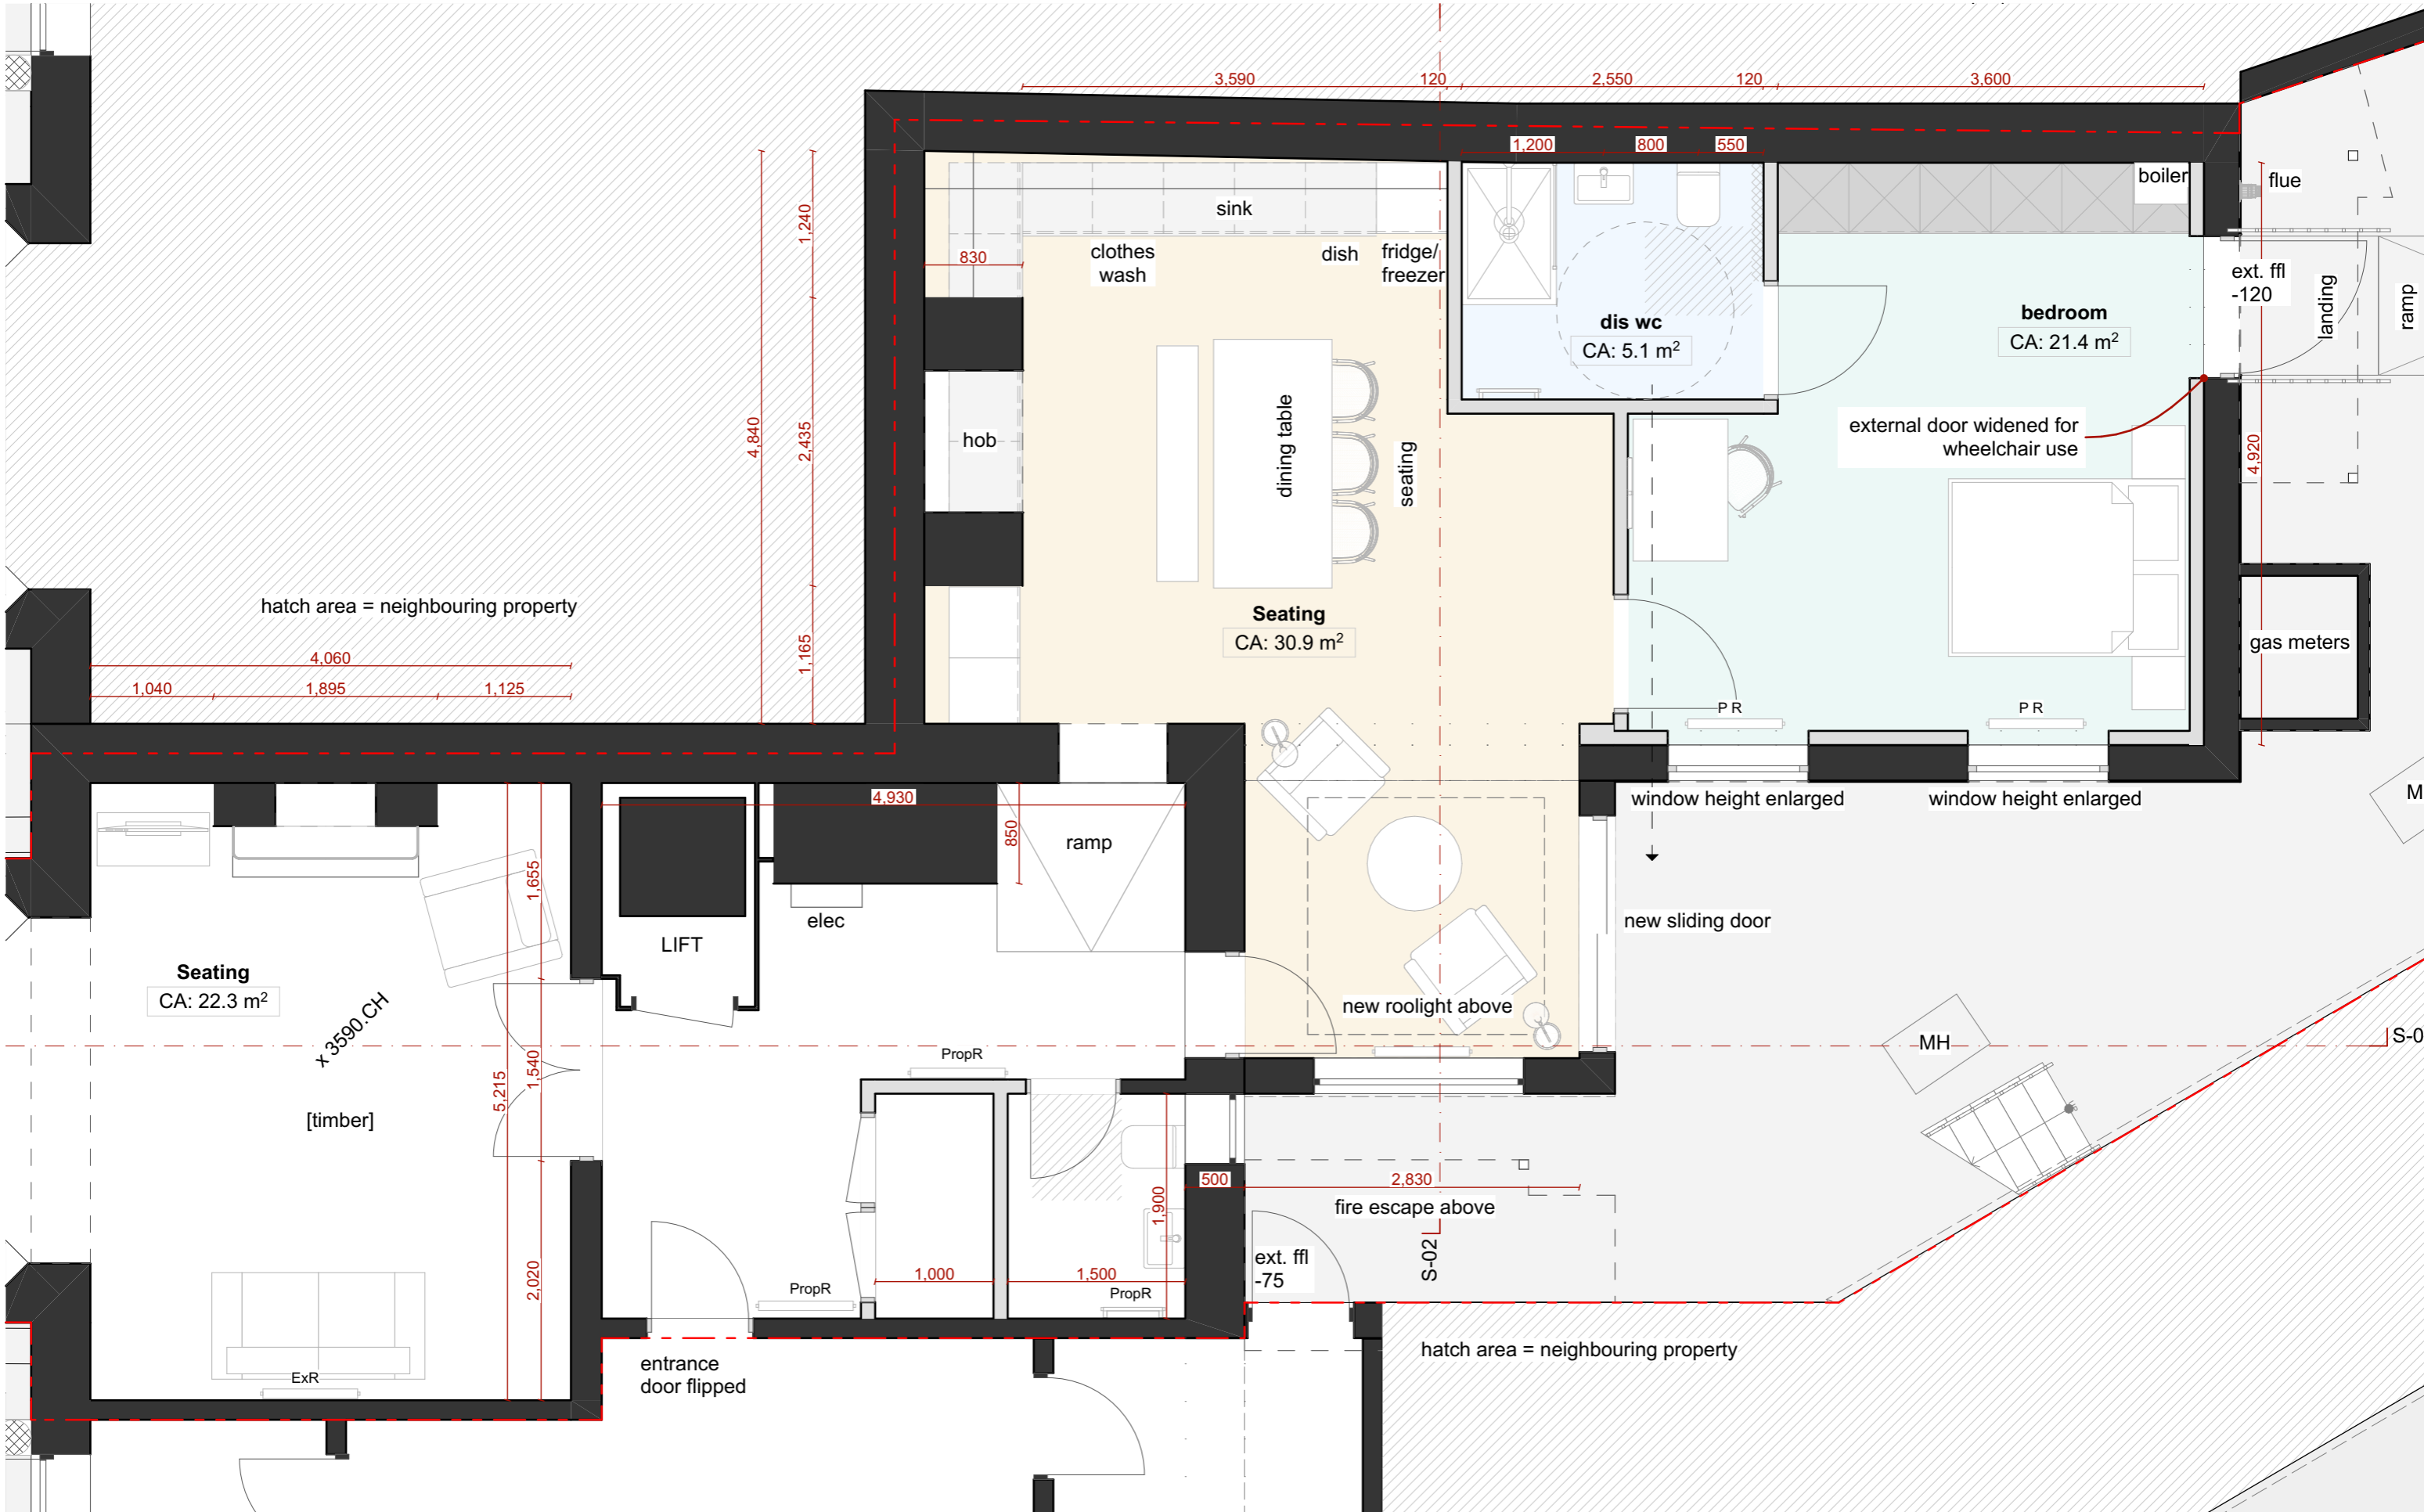 3,590
120
2,550
120
3,600
1,200
800
550
boiler
flue
sink
1,240
830
clothes
wash
dish
fridge/
freezer
ext. ffl
-120
landing
ramp
dis wc
CA: 5.1 m²
bedroom
CA: 21.4 m²
4,840
2,435
hob
dining table
seating
external door widened for
wheelchair use
4,920
hatch area = neighbouring property
Seating
CA: 30.9 m²
gas meters
4,060
1,040
1,895
1,125
1,165
P R
P R
4,930
850
ramp
window height enlarged
window height enlarged
M
1,655
elec
LIFT
new sliding door
Seating
CA: 22.3 m²
x 3590.CH
new roolight above
S-0
MH
PropR
5,215
1,540
[timber]
500
2,830
1,900
fire escape above
S-02
ext. ffl
-75
1,000
1,500
2,020
PropR
PropR
hatch area = neighbouring property
entrance
door flipped
ExR